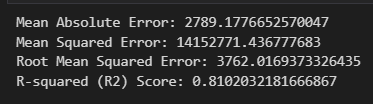 Mean Absolute Error: 2789.1776652570047
Mean Squared Error: 14152771.436777683
Root Mean Squared Error: 3762.0169373326435
R-squared (R2) Score: 0.8102032181666867